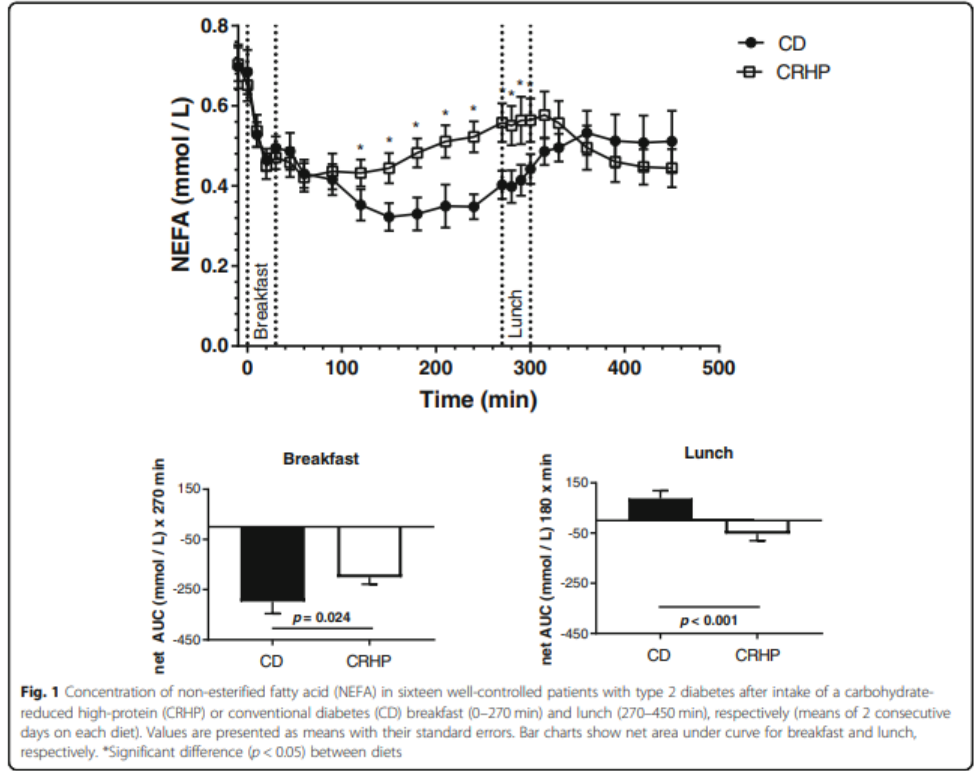 0.8
0.6
0.4
0.2
0.0
NEFA (mmol / L)
CD
CRHP
* * * * * * * * *
Breakfast
Lunch
0 100 200 300 400 500
Time (min)
Breakfast
net AUC (mmol / L) x 270 min
150
-50
-250
-450
p = 0.024
CD CRHP
Lunch
net AUC (mmol / L) 180 x min
150
-50
-250
-450
p < 0.001
CD CRHP
Fig. 1 Concentration of non-esterified fatty acid (NEFA) in sixteen well-controlled patients with type 2 diabetes after intake of a carbohydrate-
reduced high-protein (CRHP) or conventional diabetes (CD) breakfast (0–270 min) and lunch (270–450 min), respectively (means of 2 consecutive
days on each diet). Values are presented as means with their standard errors. Bar charts show net area under curve for breakfast and lunch,
respectively. *Significant difference (p < 0.05) between diets